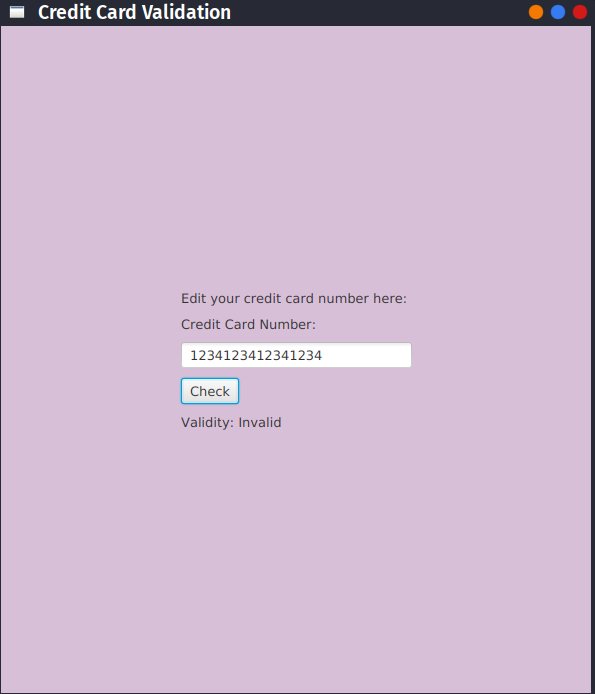 Credit Card Validation
Edit your credit card number here:
Credit Card Number:
1234123412341234
Check
Validity: Invalid